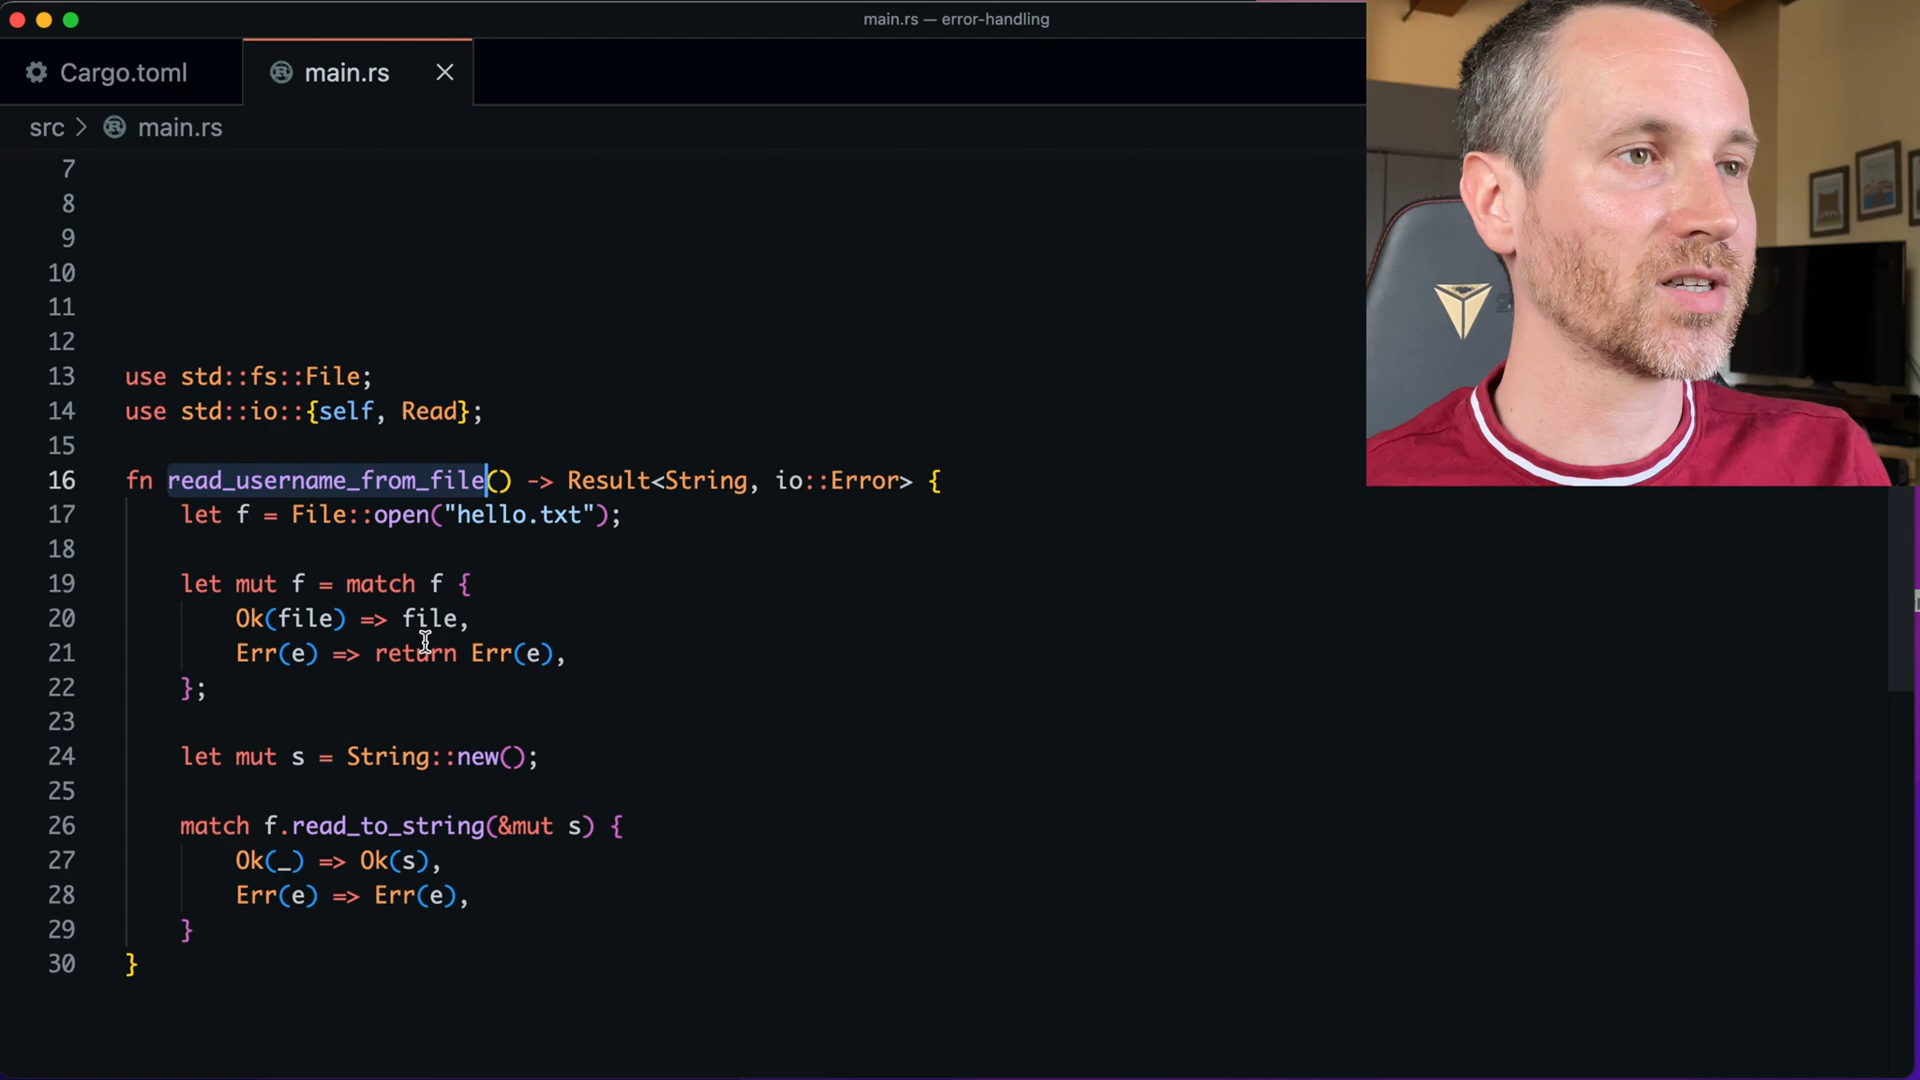 main.rs — error-handling
Cargo.toml
main.rs
src > main.rs
7
8
9
10
11
12
13 use std::fs::File;
14 use std::io::{self, Read};
15
16 fn read_username_from_file() -> Result<String, io::Error> {
17     let f = File::open("hello.txt");
18
19     let mut f = match f {
20         Ok(file) => file,
21         Err(e) => return Err(e),
22     };
23
24     let mut s = String::new();
25
26     match f.read_to_string(&mut s) {
27         Ok(_) => Ok(s),
28         Err(e) => Err(e),
29     }
30 }